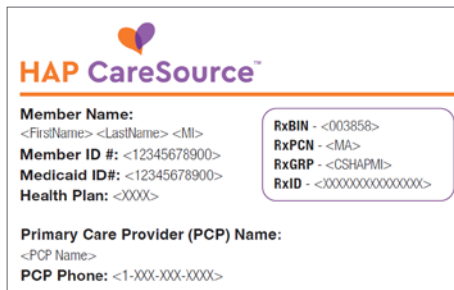 HAP CareSource™
Member Name:
<FirstName> <LastName> <MI>
Member ID #: <12345678900>
Medicaid ID#: <12345678900>
Health Plan: <XXXX>
RxBIN - <003858>
RxPCN - <MA>
RxGRP - <CSHAPMI>
RxID - <XXXXXXXXXXXXXXX>
Primary Care Provider (PCP) Name:
<PCP Name>
PCP Phone: <1-XXX-XXX-XXXX>